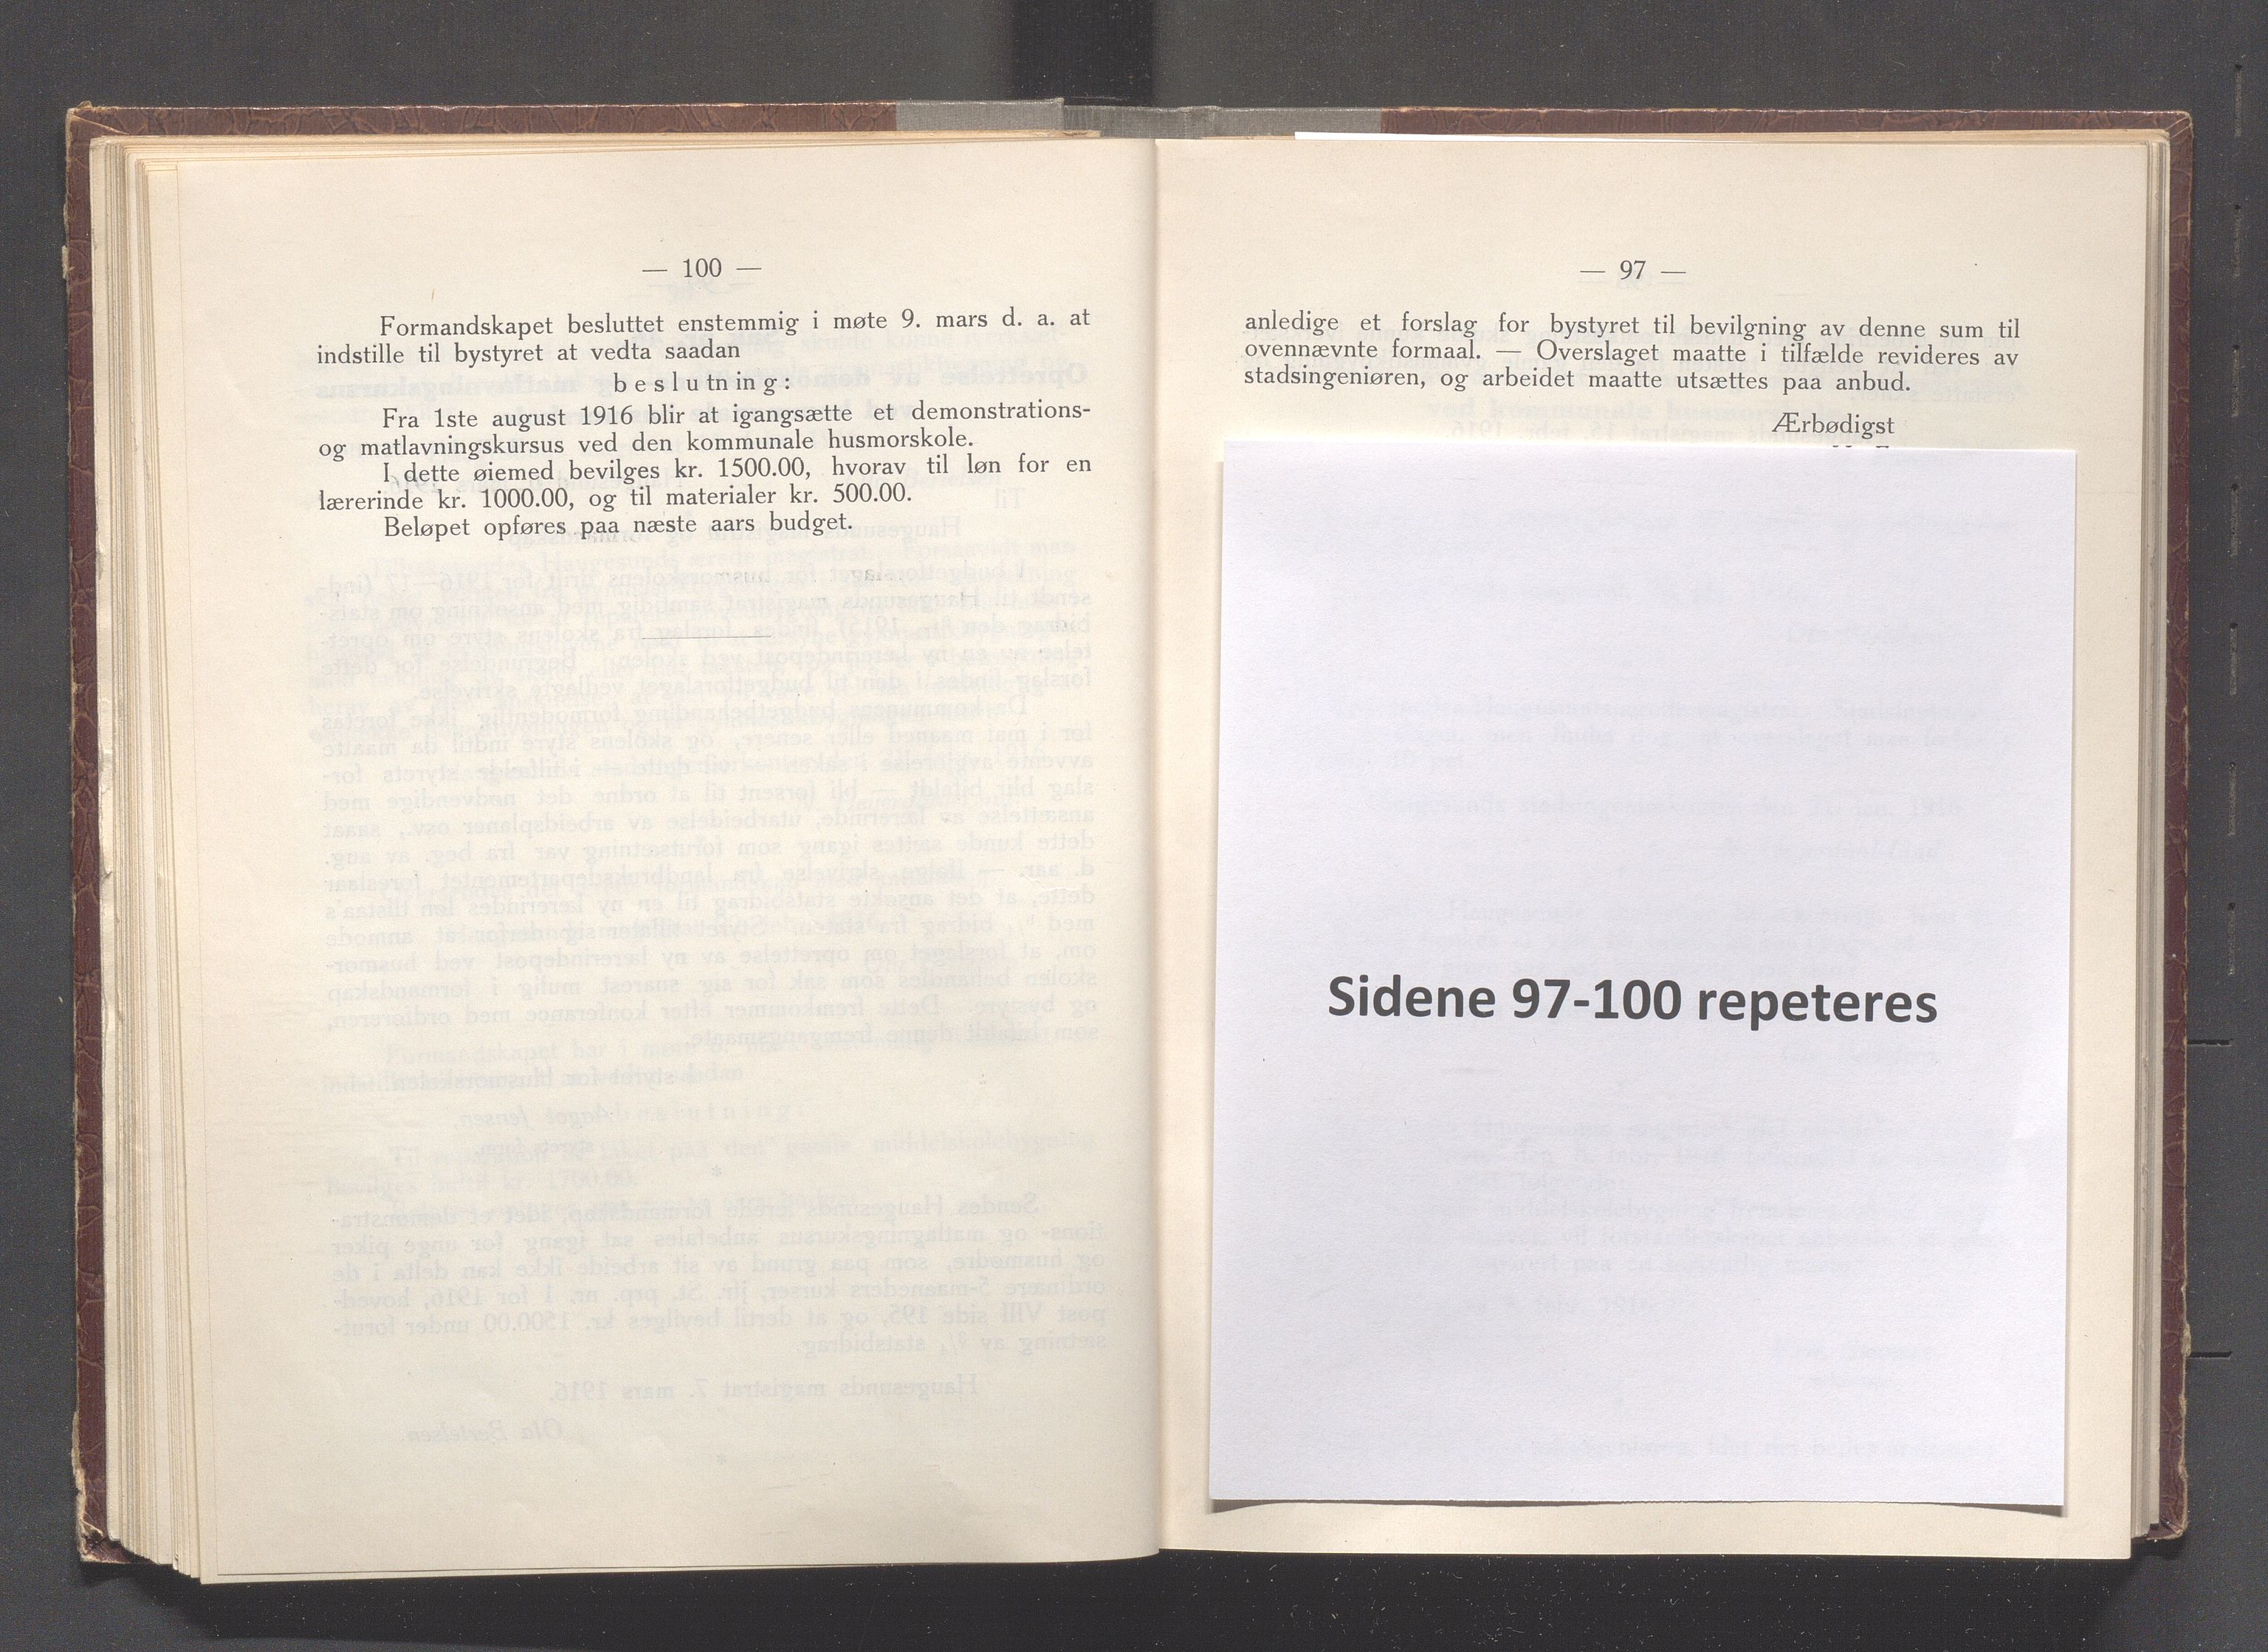 — 100 —
Formandskapet besluttet enstemmig i møte 9. mars d. a. at
indstille til bystyret at vedta saadan
beslutning:
Fra 1ste august 1916 blir at igangsætte et demonstrations-
og matlavningskursus ved den kommunale husmorskole.
I dette øiemed bevilges kr. 1500.00, hvorav til løn for en
lærerinde kr. 1000.00, og til materialer kr. 500.00.
Beløpet opføres paa næste aars budget.
— 97 —
anledige et forslag for bystyret til bevilgning av denne sum til
ovennævnte formaal. — Overslaget maatte i tilfælde revideres av
stadsingeniøren, og arbeidet maatte utsættes paa anbud.
Ærbødigst
Sidene 97-100 repeteres